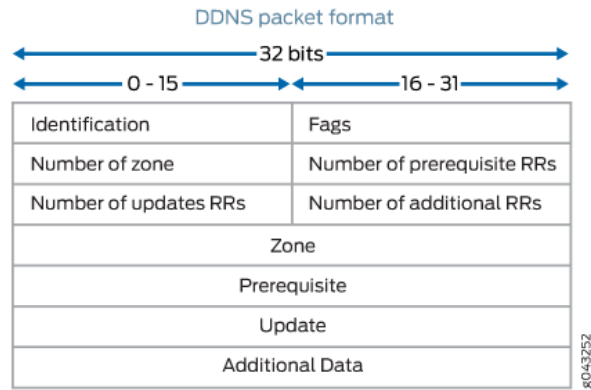 DDNS packet format
32 bits
0 - 15 16 - 31
Identification Fags
Number of zone Number of prerequisite RRs
Number of updates RRs Number of additional RRs
Zone
Prerequisite
Update
Additional Data
g043252